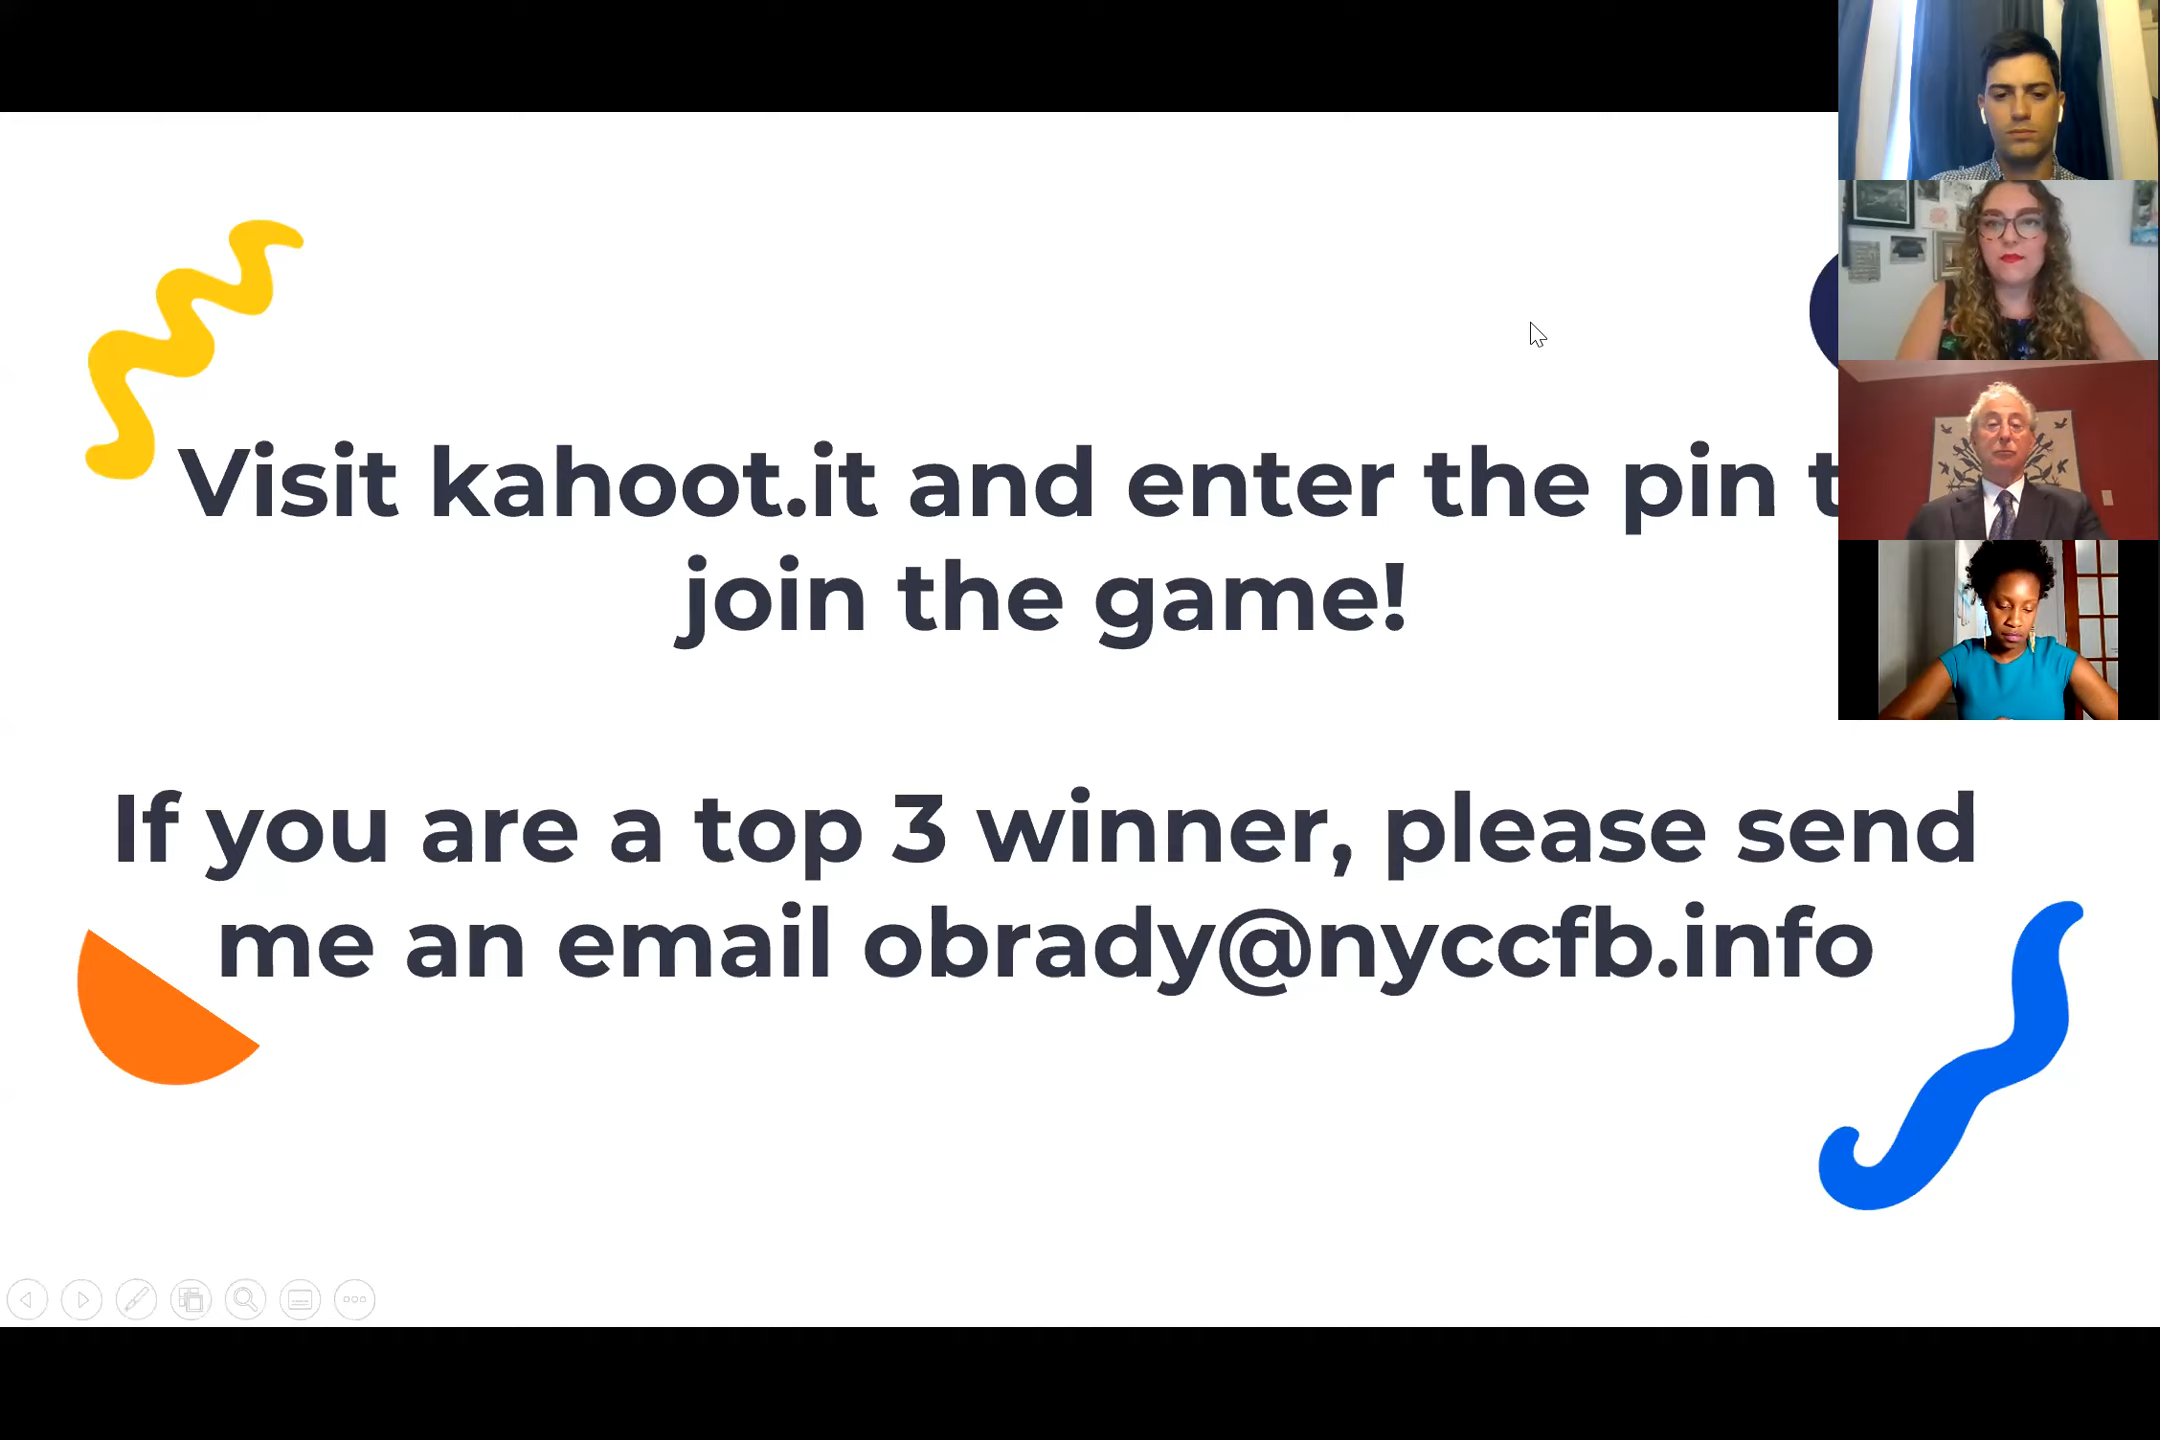 Visit kahoot.it and enter the pin
join the game!
If you are a top 3 winner, please send
me an email obrady@nyccfb.info